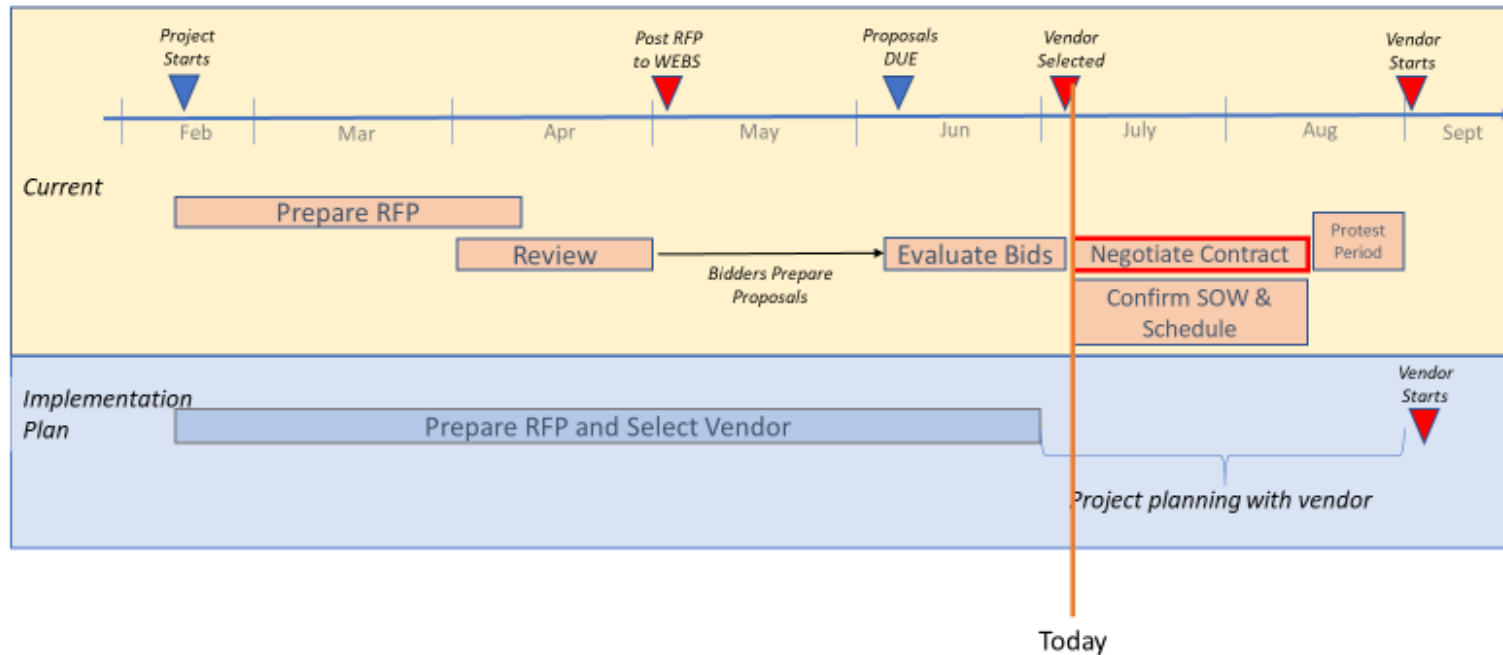 Project
Starts
Post RFP
to WEBS
Proposals
DUE
Vendor
Selected
Vendor
Starts
Feb
Mar
Apr
May
Jun
July
Aug
Sept
Current
Prepare RFP
Review
Bidders Prepare
Proposals
Evaluate Bids
Negotiate Contract
Protest
Period
Confirm SOW &
Schedule
Implementation
Plan
Prepare RFP and Select Vendor
Vendor
Starts
Project planning with vendor
Today